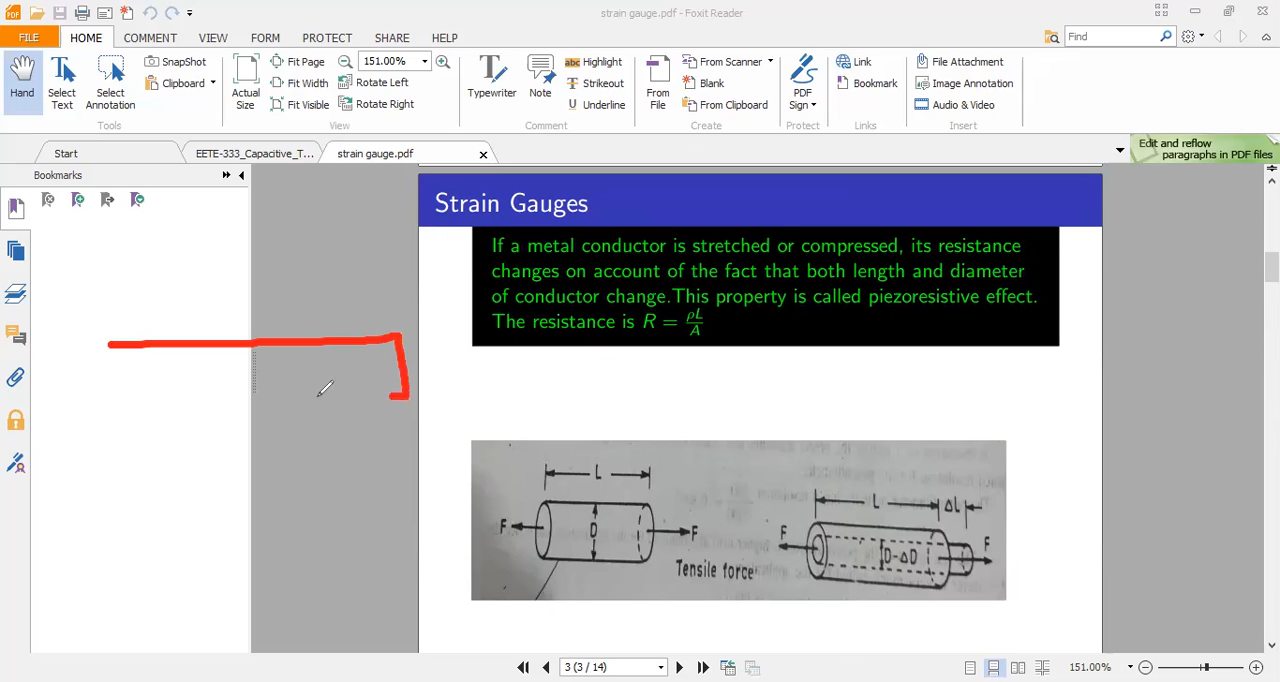 strain gauge.pdf - Foxit Reader
FILE HOME COMMENT VIEW FORM PROTECT SHARE HELP
Find
Hand
Select Text
Select Annotation
SnapShot
Clipboard
Tools
Actual Size
Fit Page
Fit Width
Fit Visible
151.00%
Rotate Left
Rotate Right
View
Typewriter
Note
Highlight
Strikeout
Underline
Comment
From File
From Scanner
Blank
From Clipboard
Create
PDF Sign
Protect
Link
Bookmark
Links
File Attachment
Image Annotation
Audio & Video
Insert
Start
EETE-333_Capacitive_T...
strain gauge.pdf
Edit and reflow
paragraphs in PDF files
Bookmarks
Strain Gauges
If a metal conductor is stretched or compressed, its resistance
changes on account of the fact that both length and diameter
of conductor change.This property is called piezoresistive effect.
The resistance is R = ρL/A
L
F D F
Tensile force
L ΔL
F D-ΔD F
3 (3 / 14)
151.00%